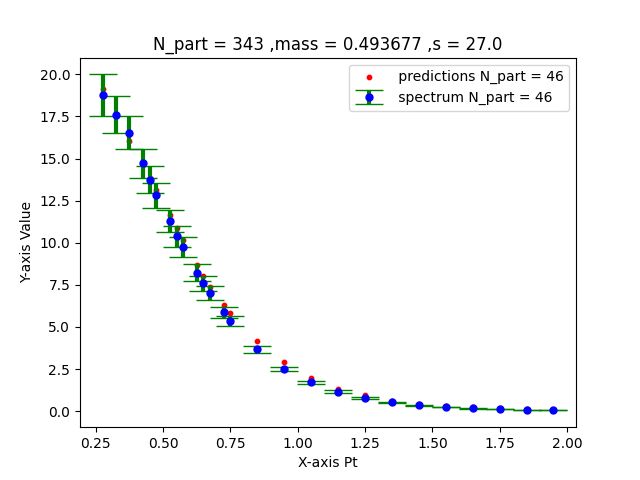 N_part = 343 ,mass = 0.493677 ,s = 27.0
predictions N_part = 46
spectrum N_part = 46
20.0
17.5
15.0
12.5
10.0
7.5
5.0
2.5
0.0
Y-axis Value
0.25 0.50 0.75 1.00 1.25 1.50 1.75 2.00
X-axis Pt